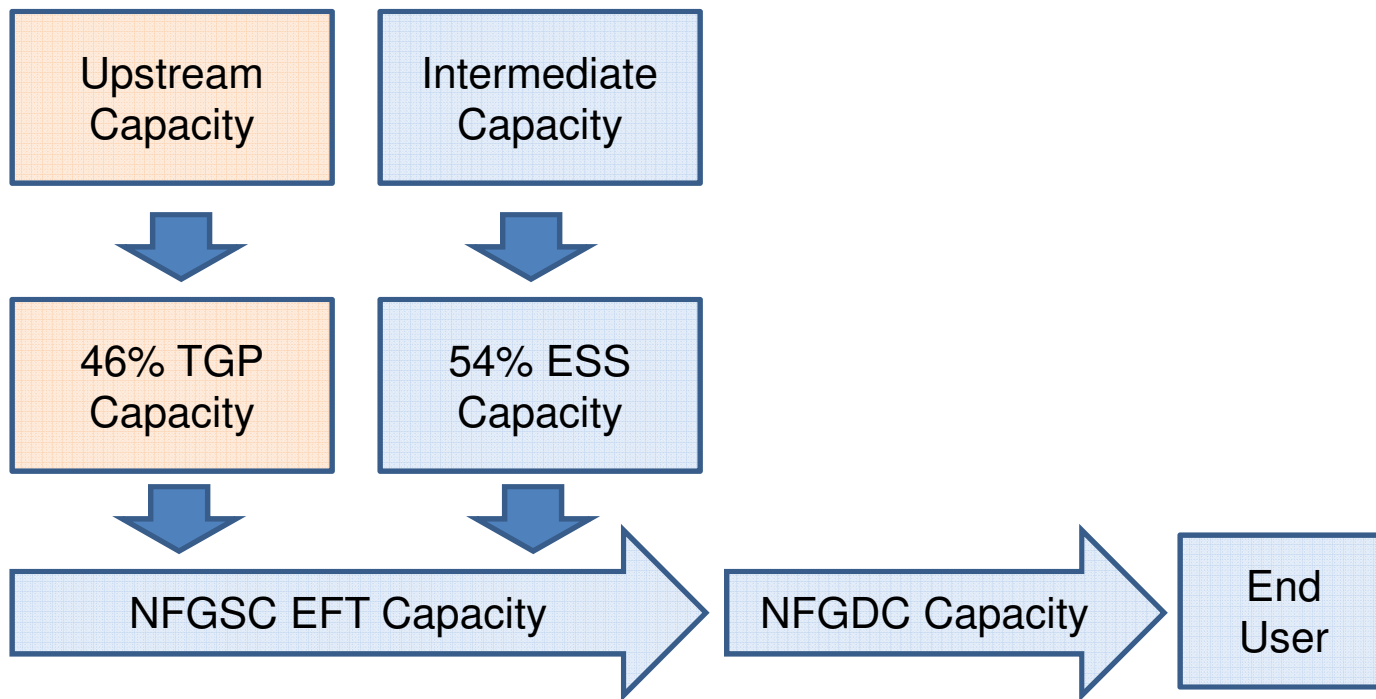 Upstream
Capacity
Intermediate
Capacity
46% TGP
Capacity
54% ESS
Capacity
NFGSC EFT Capacity
NFGDC Capacity
End
User